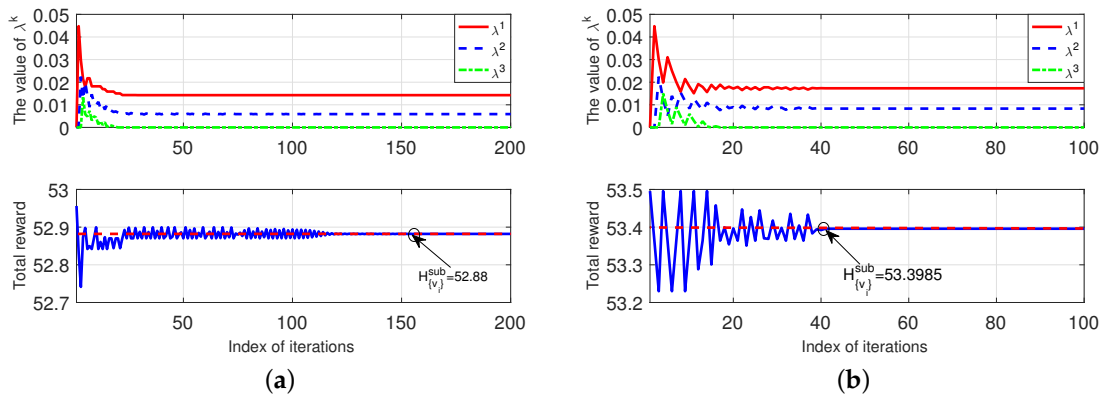 The value of λ^k
0.05
0.04
0.03
0.02
0.01
0
50
100
150
200
λ^1
λ^2
λ^3
Total reward
53
52.9
52.8
52.7
50
100
150
200
H^sub_{v_i}=52.88
Index of iterations
(a)
The value of λ^k
0.05
0.04
0.03
0.02
0.01
0
20
40
60
80
100
λ^1
λ^2
λ^3
Total reward
53.5
53.4
53.3
53.2
20
40
60
80
100
H^sub_{v_i}=53.3985
Index of iterations
(b)